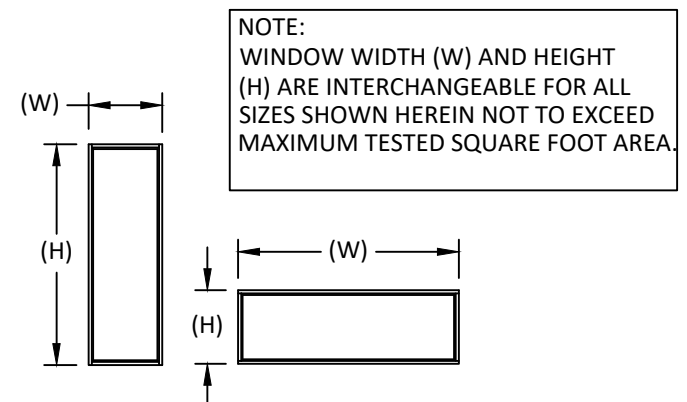 NOTE:
WINDOW WIDTH (W) AND HEIGHT
(H) ARE INTERCHANGEABLE FOR ALL
SIZES SHOWN HEREIN NOT TO EXCEED
MAXIMUM TESTED SQUARE FOOT AREA.
(W)
(H)
(W)
(H)